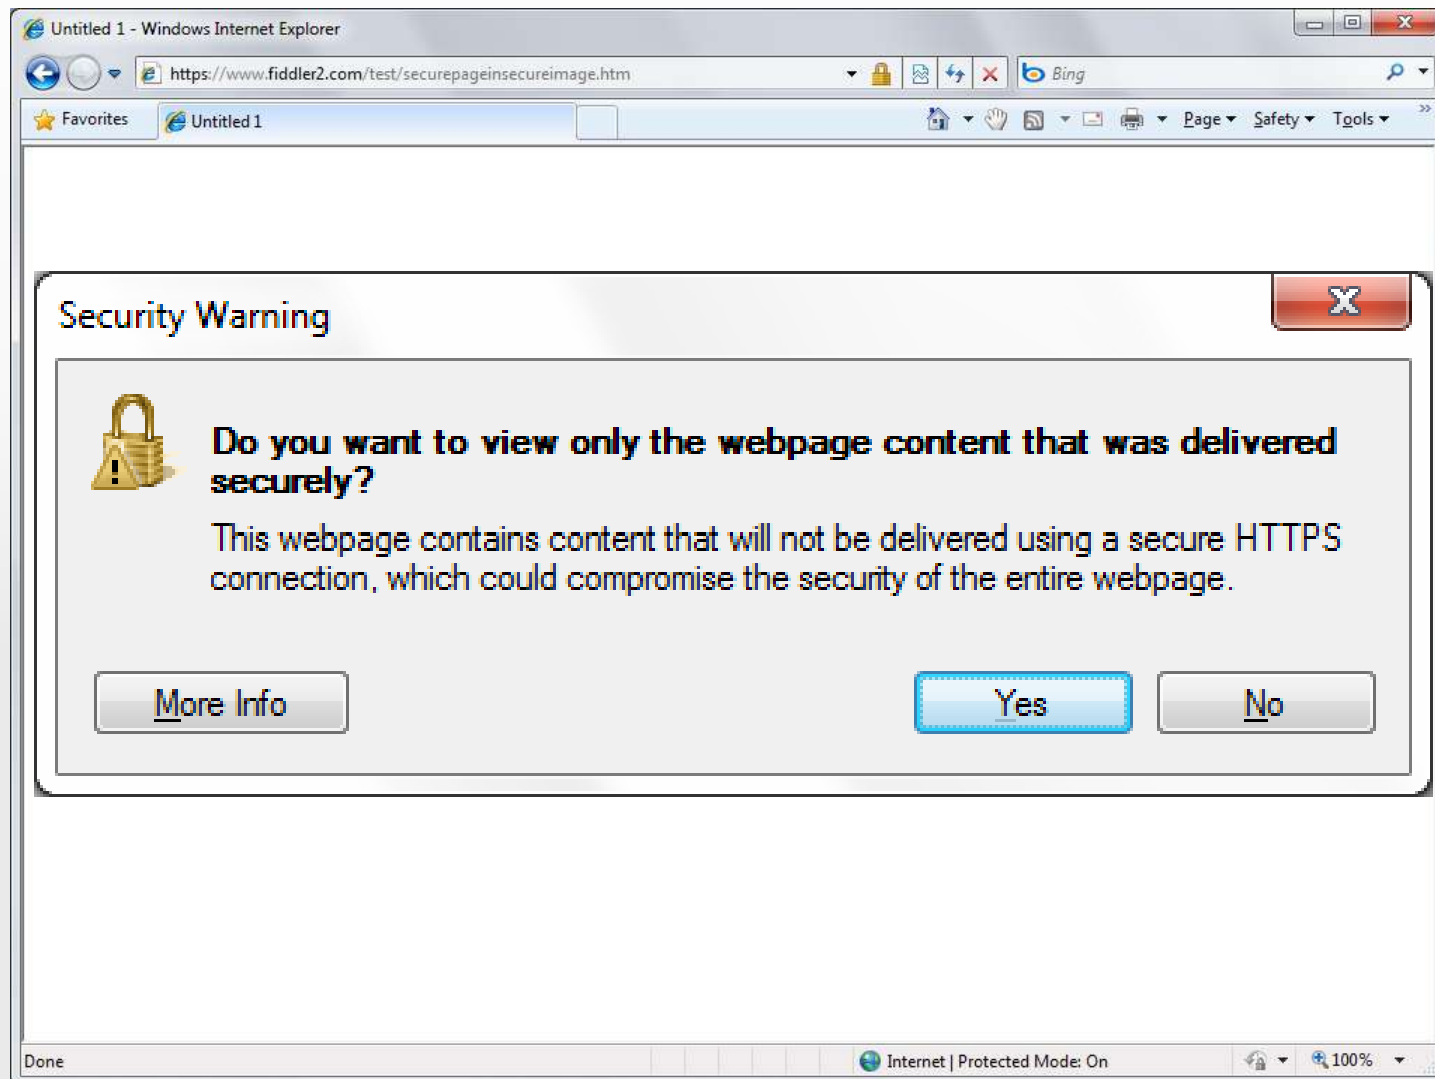 Untitled 1 - Windows Internet Explorer
https://www.fiddler2.com/test/securepageinsecureimage.htm
Bing
Favorites
Untitled 1
Page
Safety
Tools
Security Warning
Do you want to view only the webpage content that was delivered
securely?
This webpage contains content that will not be delivered using a secure HTTPS
connection, which could compromise the security of the entire webpage.
More Info
Yes
No
Done
Internet | Protected Mode: On
100%